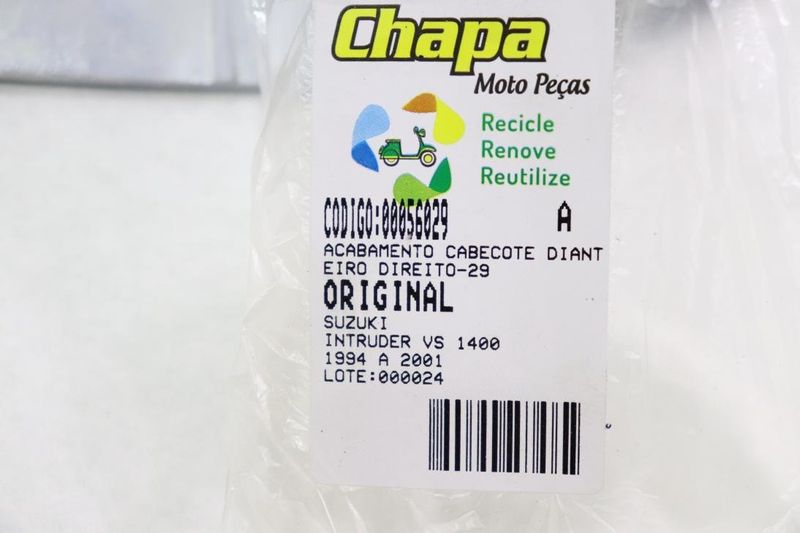 Chapa
Moto Peças
Recicle
Renove
Reutilize
CODIGO:00056029 A
ACABAMENTO CABECOTE DIANT
EIRO DIREITO-29
ORIGINAL
SUZUKI
INTRUDER VS 1400
1994 A 2001
LOTE:000024